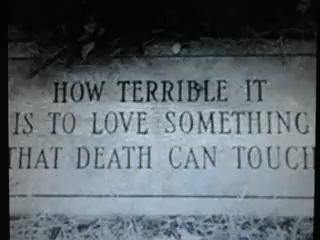 HOW TERRIBLE IT
IS TO LOVE SOMETHING
THAT DEATH CAN TOUCH